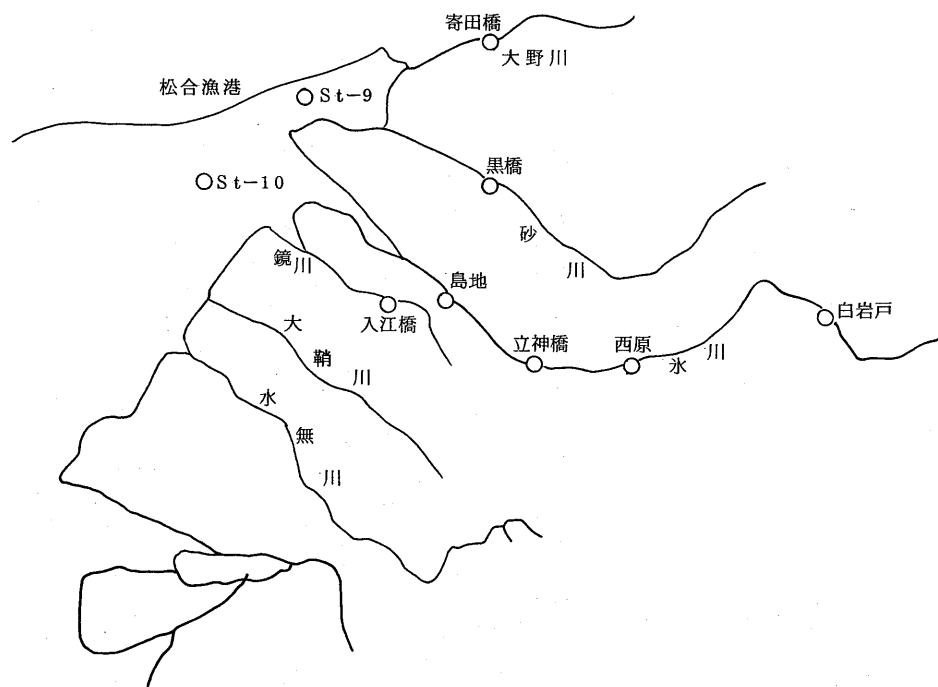 寄田橋
大野川
松合漁港
St-9
St-10
黒橋
砂川
鏡川
島地
入江橋
白岩戸
立神橋
西原
氷川
大鞘川
水無川